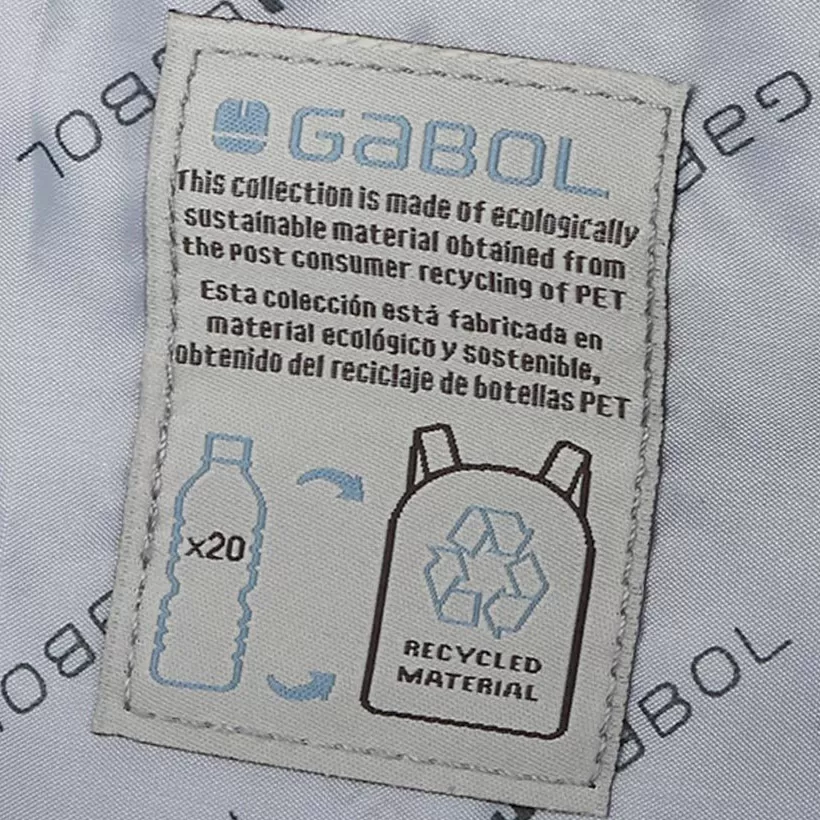 GaBOL
This collection is made of ecologically
sustainable material obtained from
the post consumer recycling of PET
Esta colección está fabricada en
material ecológico y sostenible,
obtenido del reciclaje de botellas PET
x20
RECYCLED
MATERIAL